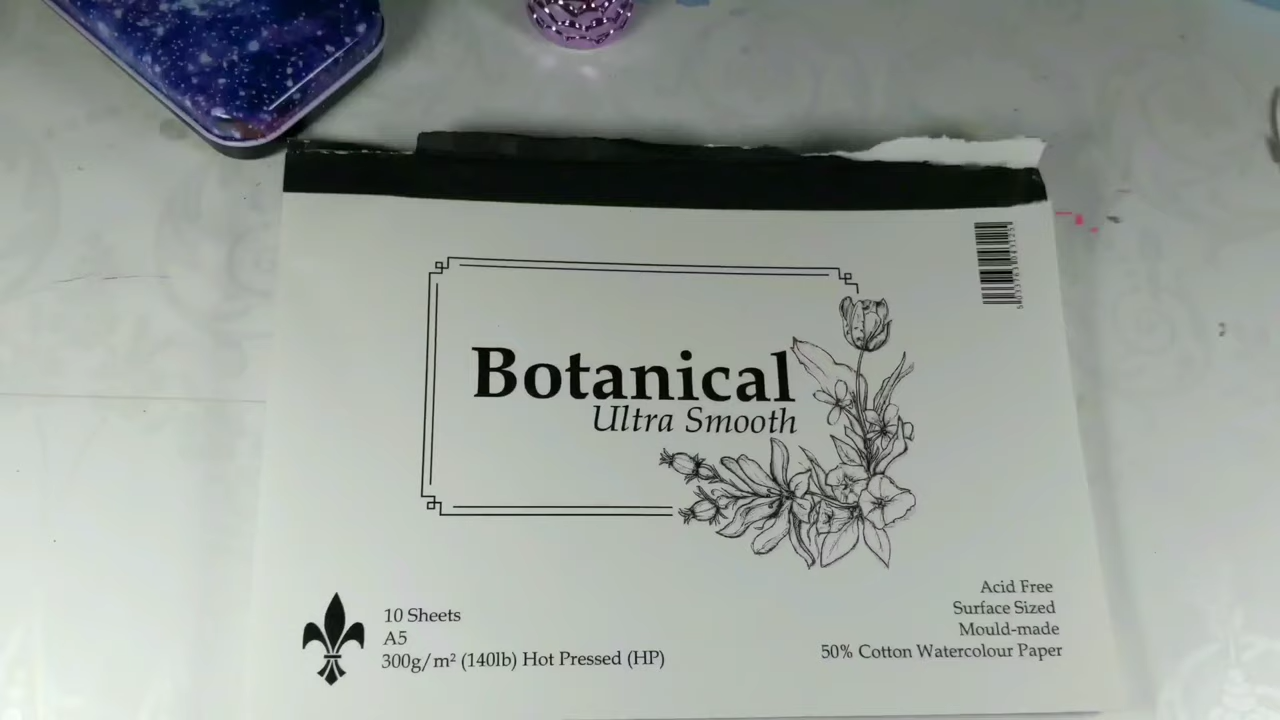 Botanical
Ultra Smooth
10 Sheets
A5
300g/m² (140lb) Hot Pressed (HP)
Acid Free
Surface Sized
Mould-made
50% Cotton Watercolour Paper